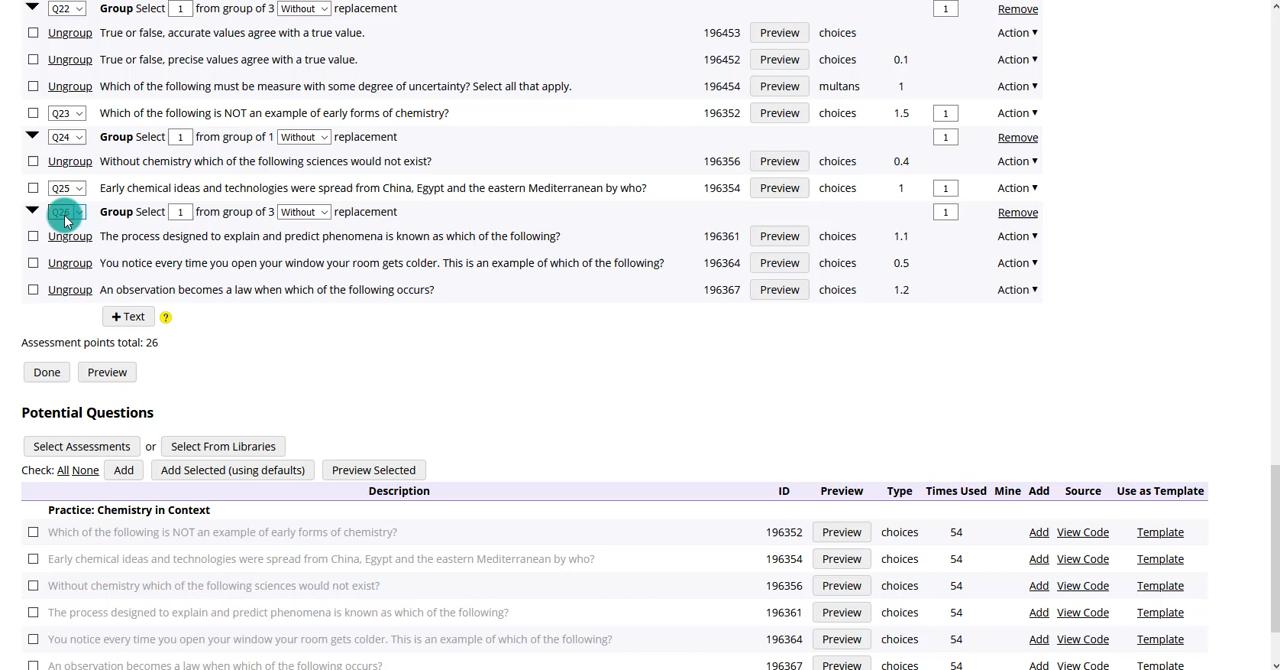 Q22 Group Select 1 from group of 3 Without replacement 1 Remove
Ungroup True or false, accurate values agree with a true value. 196453 Preview choices Action ▾
Ungroup True or false, precise values agree with a true value. 196452 Preview choices 0.1 Action ▾
Ungroup Which of the following must be measure with some degree of uncertainty? Select all that apply. 196454 Preview multans 1 Action ▾
Q23 Which of the following is NOT an example of early forms of chemistry? 196352 Preview choices 1.5 1 Action ▾
Q24 Group Select 1 from group of 1 Without replacement 1 Remove
Ungroup Without chemistry which of the following sciences would not exist? 196356 Preview choices 0.4 Action ▾
Q25 Early chemical ideas and technologies were spread from China, Egypt and the eastern Mediterranean by who? 196354 Preview choices 1 1 Action ▾
Q26 Group Select 1 from group of 3 Without replacement 1 Remove
Ungroup The process designed to explain and predict phenomena is known as which of the following? 196361 Preview choices 1.1 Action ▾
Ungroup You notice every time you open your window your room gets colder. This is an example of which of the following? 196364 Preview choices 0.5 Action ▾
Ungroup An observation becomes a law when which of the following occurs? 196367 Preview choices 1.2 Action ▾
+ Text ?
Assessment points total: 26
Done Preview
Potential Questions
Select Assessments or Select From Libraries
Check: All None Add Add Selected (using defaults) Preview Selected
Description ID Preview Type Times Used Mine Add Source Use as Template
Practice: Chemistry in Context
Which of the following is NOT an example of early forms of chemistry? 196352 Preview choices 54 Add View Code Template
Early chemical ideas and technologies were spread from China, Egypt and the eastern Mediterranean by who? 196354 Preview choices 54 Add View Code Template
Without chemistry which of the following sciences would not exist? 196356 Preview choices 54 Add View Code Template
The process designed to explain and predict phenomena is known as which of the following? 196361 Preview choices 54 Add View Code Template
You notice every time you open your window your room gets colder. This is an example of which of the following? 196364 Preview choices 54 Add View Code Template
An observation becomes a law when which of the following occurs? 196367 Preview choices 54 Add View Code Template